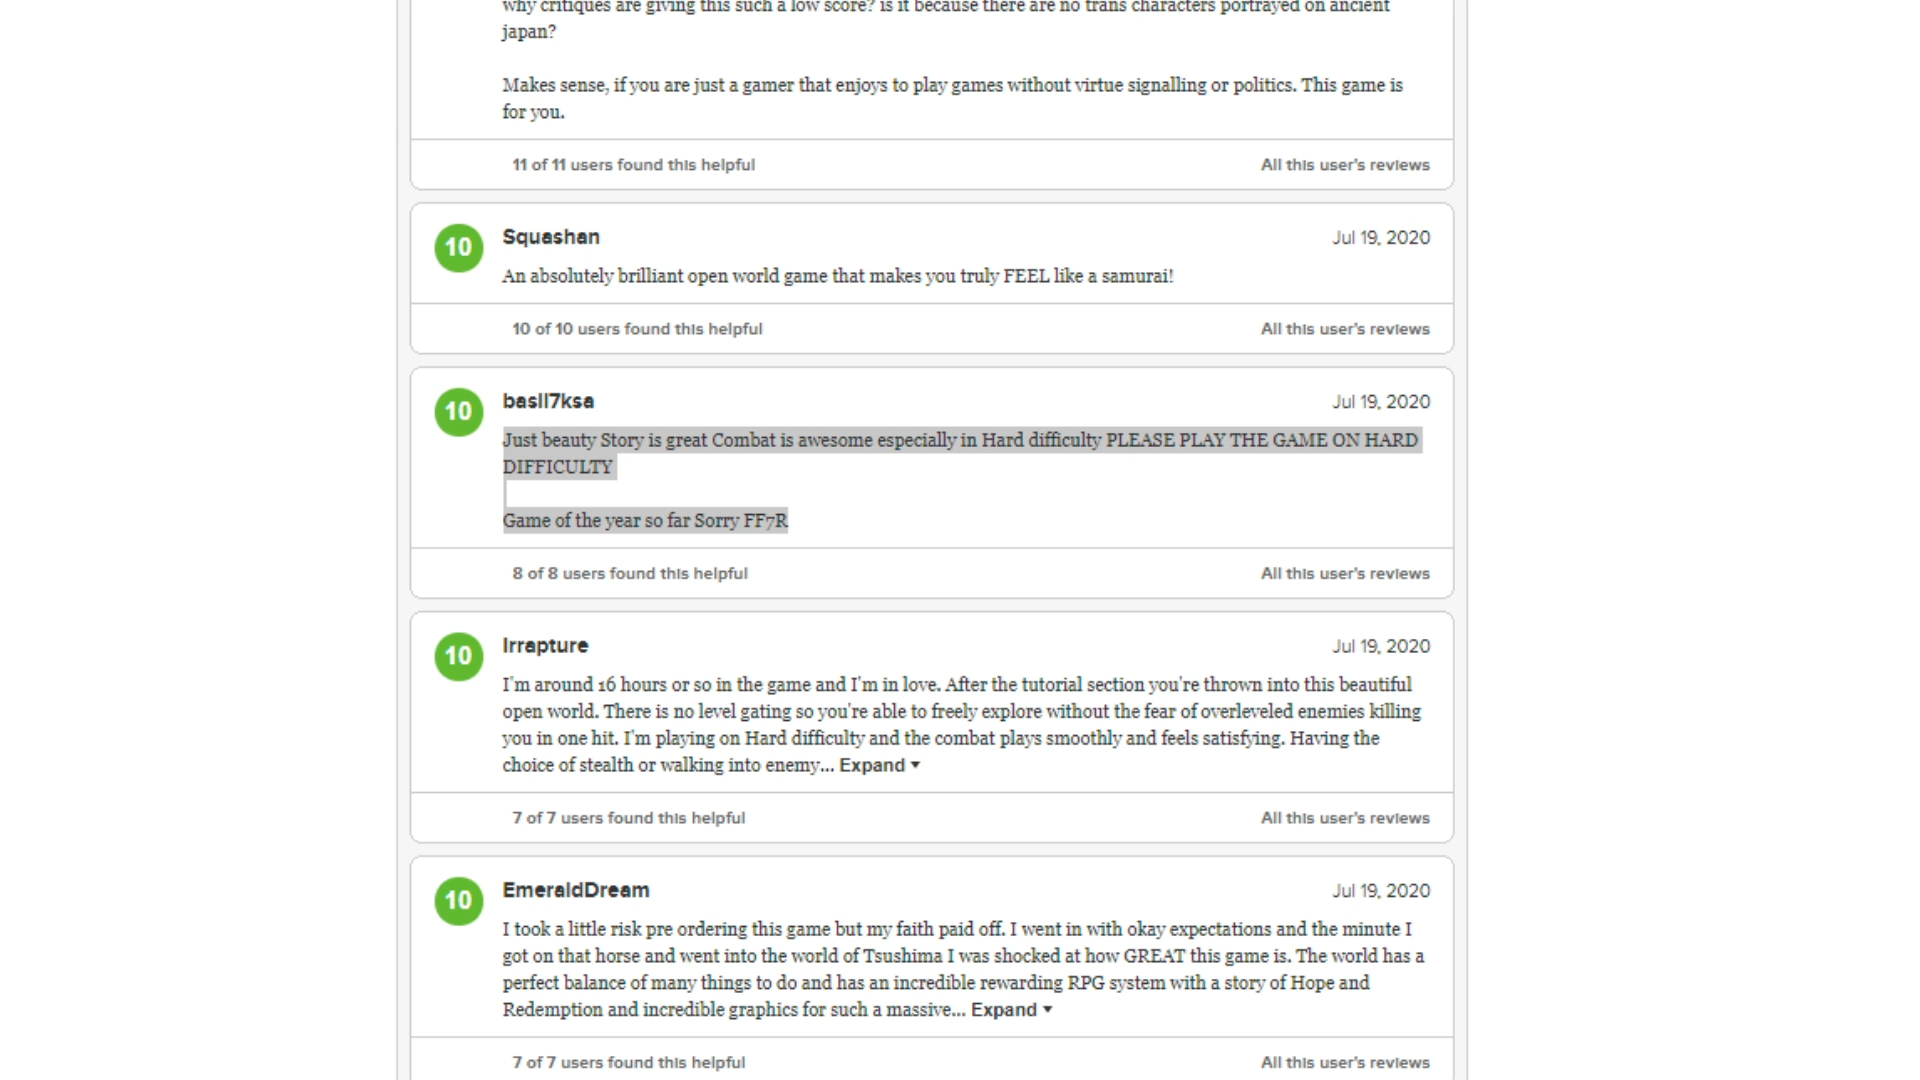 why critiques are giving this such a low score? is it because there are no trans characters portrayed on ancient
japan?
Makes sense, if you are just a gamer that enjoys to play games without virtue signalling or politics. This game is
for you.
11 of 11 users found this helpful
All this user's reviews
10
Squashan
Jul 19, 2020
An absolutely brilliant open world game that makes you truly FEEL like a samurai!
10 of 10 users found this helpful
All this user's reviews
10
basil7ksa
Jul 19, 2020
Just beauty Story is great Combat is awesome especially in Hard difficulty PLEASE PLAY THE GAME ON HARD
DIFFICULTY
Game of the year so far Sorry FF7R
8 of 8 users found this helpful
All this user's reviews
10
Irrapture
Jul 19, 2020
I'm around 16 hours or so in the game and I'm in love. After the tutorial section you're thrown into this beautiful
open world. There is no level gating so you're able to freely explore without the fear of overleveled enemies killing
you in one hit. I'm playing on Hard difficulty and the combat plays smoothly and feels satisfying. Having the
choice of stealth or walking into enemy... Expand
7 of 7 users found this helpful
All this user's reviews
10
EmeraldDream
Jul 19, 2020
I took a little risk pre ordering this game but my faith paid off. I went in with okay expectations and the minute I
got on that horse and went into the world of Tsushima I was shocked at how GREAT this game is. The world has a
perfect balance of many things to do and has an incredible rewarding RPG system with a story of Hope and
Redemption and incredible graphics for such a massive... Expand
7 of 7 users found this helpful
All this user's reviews